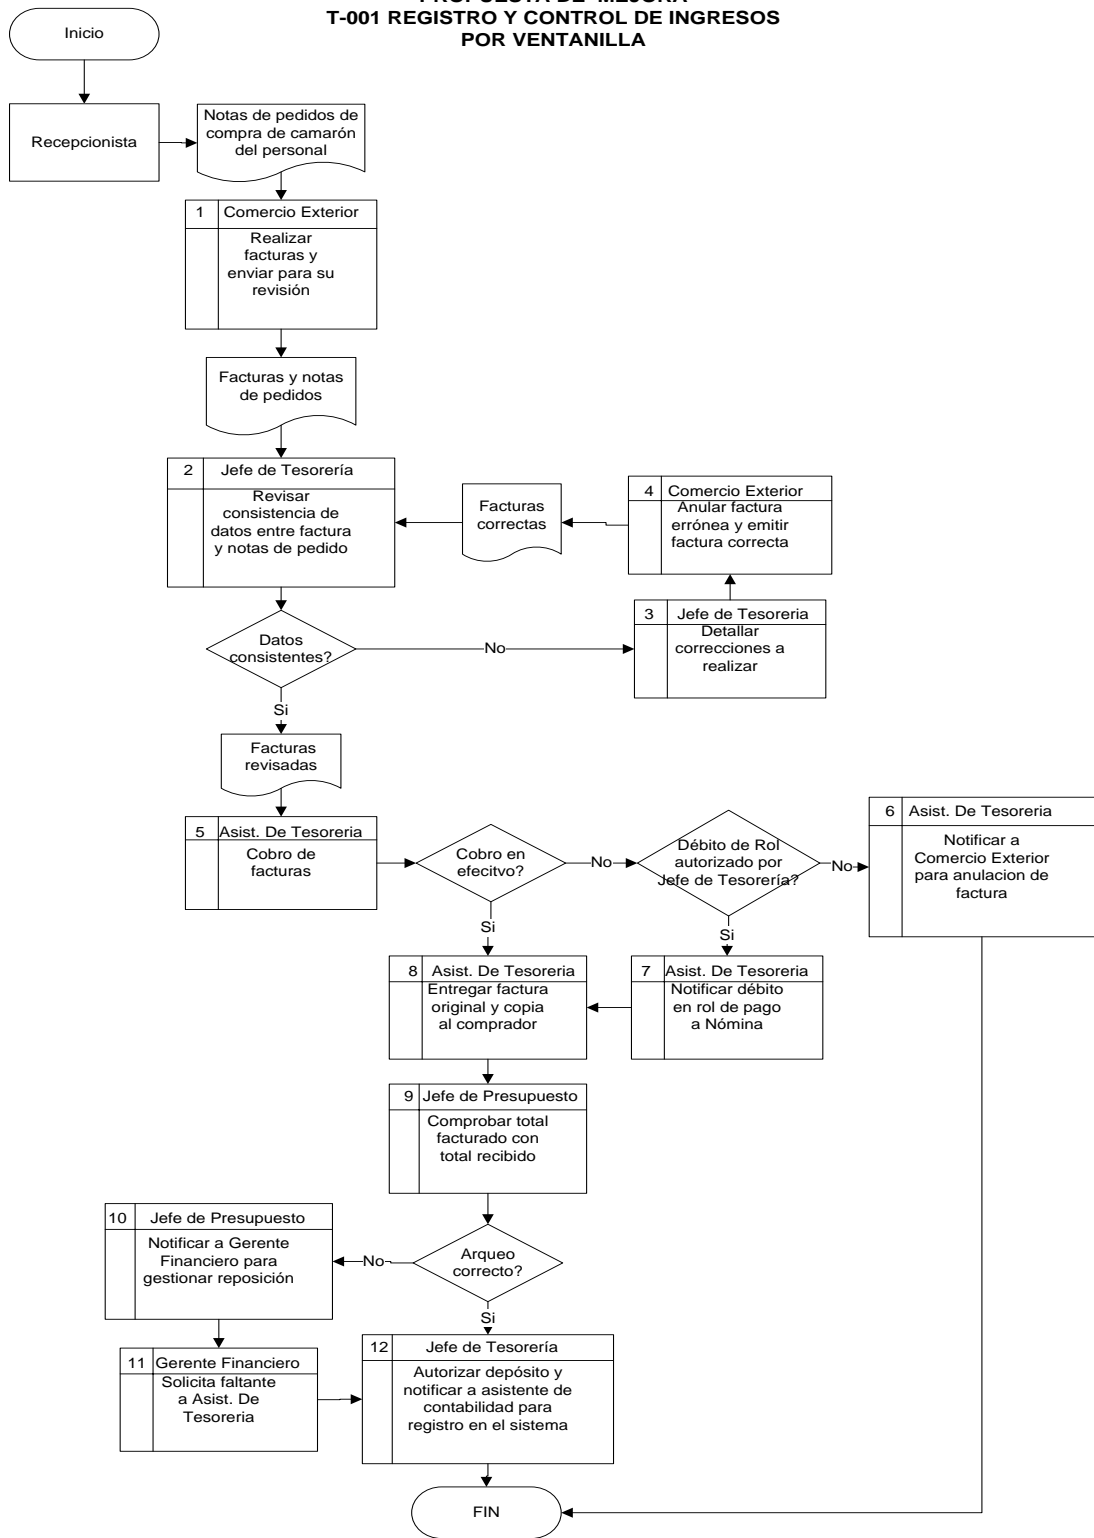 PROPUESTA DE MEJORA
T-001 REGISTRO Y CONTROL DE INGRESOS
POR VENTANILLA
Inicio
Recepcionista
Notas de pedidos de
compra de camarón
del personal
1 Comercio Exterior
Realizar
facturas y
enviar para su
revisión
Facturas y notas
de pedidos
2 Jefe de Tesorería
Revisar
consistencia de
datos entre factura
y notas de pedido
Facturas
correctas
4 Comercio Exterior
Anular factura
errónea y emitir
factura correcta
Datos
consistentes?
No
3 Jefe de Tesoreria
Detallar
correcciones a
realizar
Si
Facturas
revisadas
5 Asist. De Tesoreria
Cobro de
facturas
Cobro en
efecitvo?
No
Débito de Rol
autorizado por
Jefe de Tesorería?
No
6 Asist. De Tesoreria
Notificar a
Comercio Exterior
para anulacion de
factura
Si
Si
8 Asist. De Tesoreria
Entregar factura
original y copia
al comprador
7 Asist. De Tesoreria
Notificar débito
en rol de pago
a Nómina
9 Jefe de Presupuesto
Comprobar total
facturado con
total recibido
10 Jefe de Presupuesto
Notificar a Gerente
Financiero para
gestionar reposición
No
Arqueo
correcto?
Si
11 Gerente Financiero
Solicita faltante
a Asist. De
Tesoreria
12 Jefe de Tesorería
Autorizar depósito y
notificar a asistente de
contabilidad para
registro en el sistema
FIN